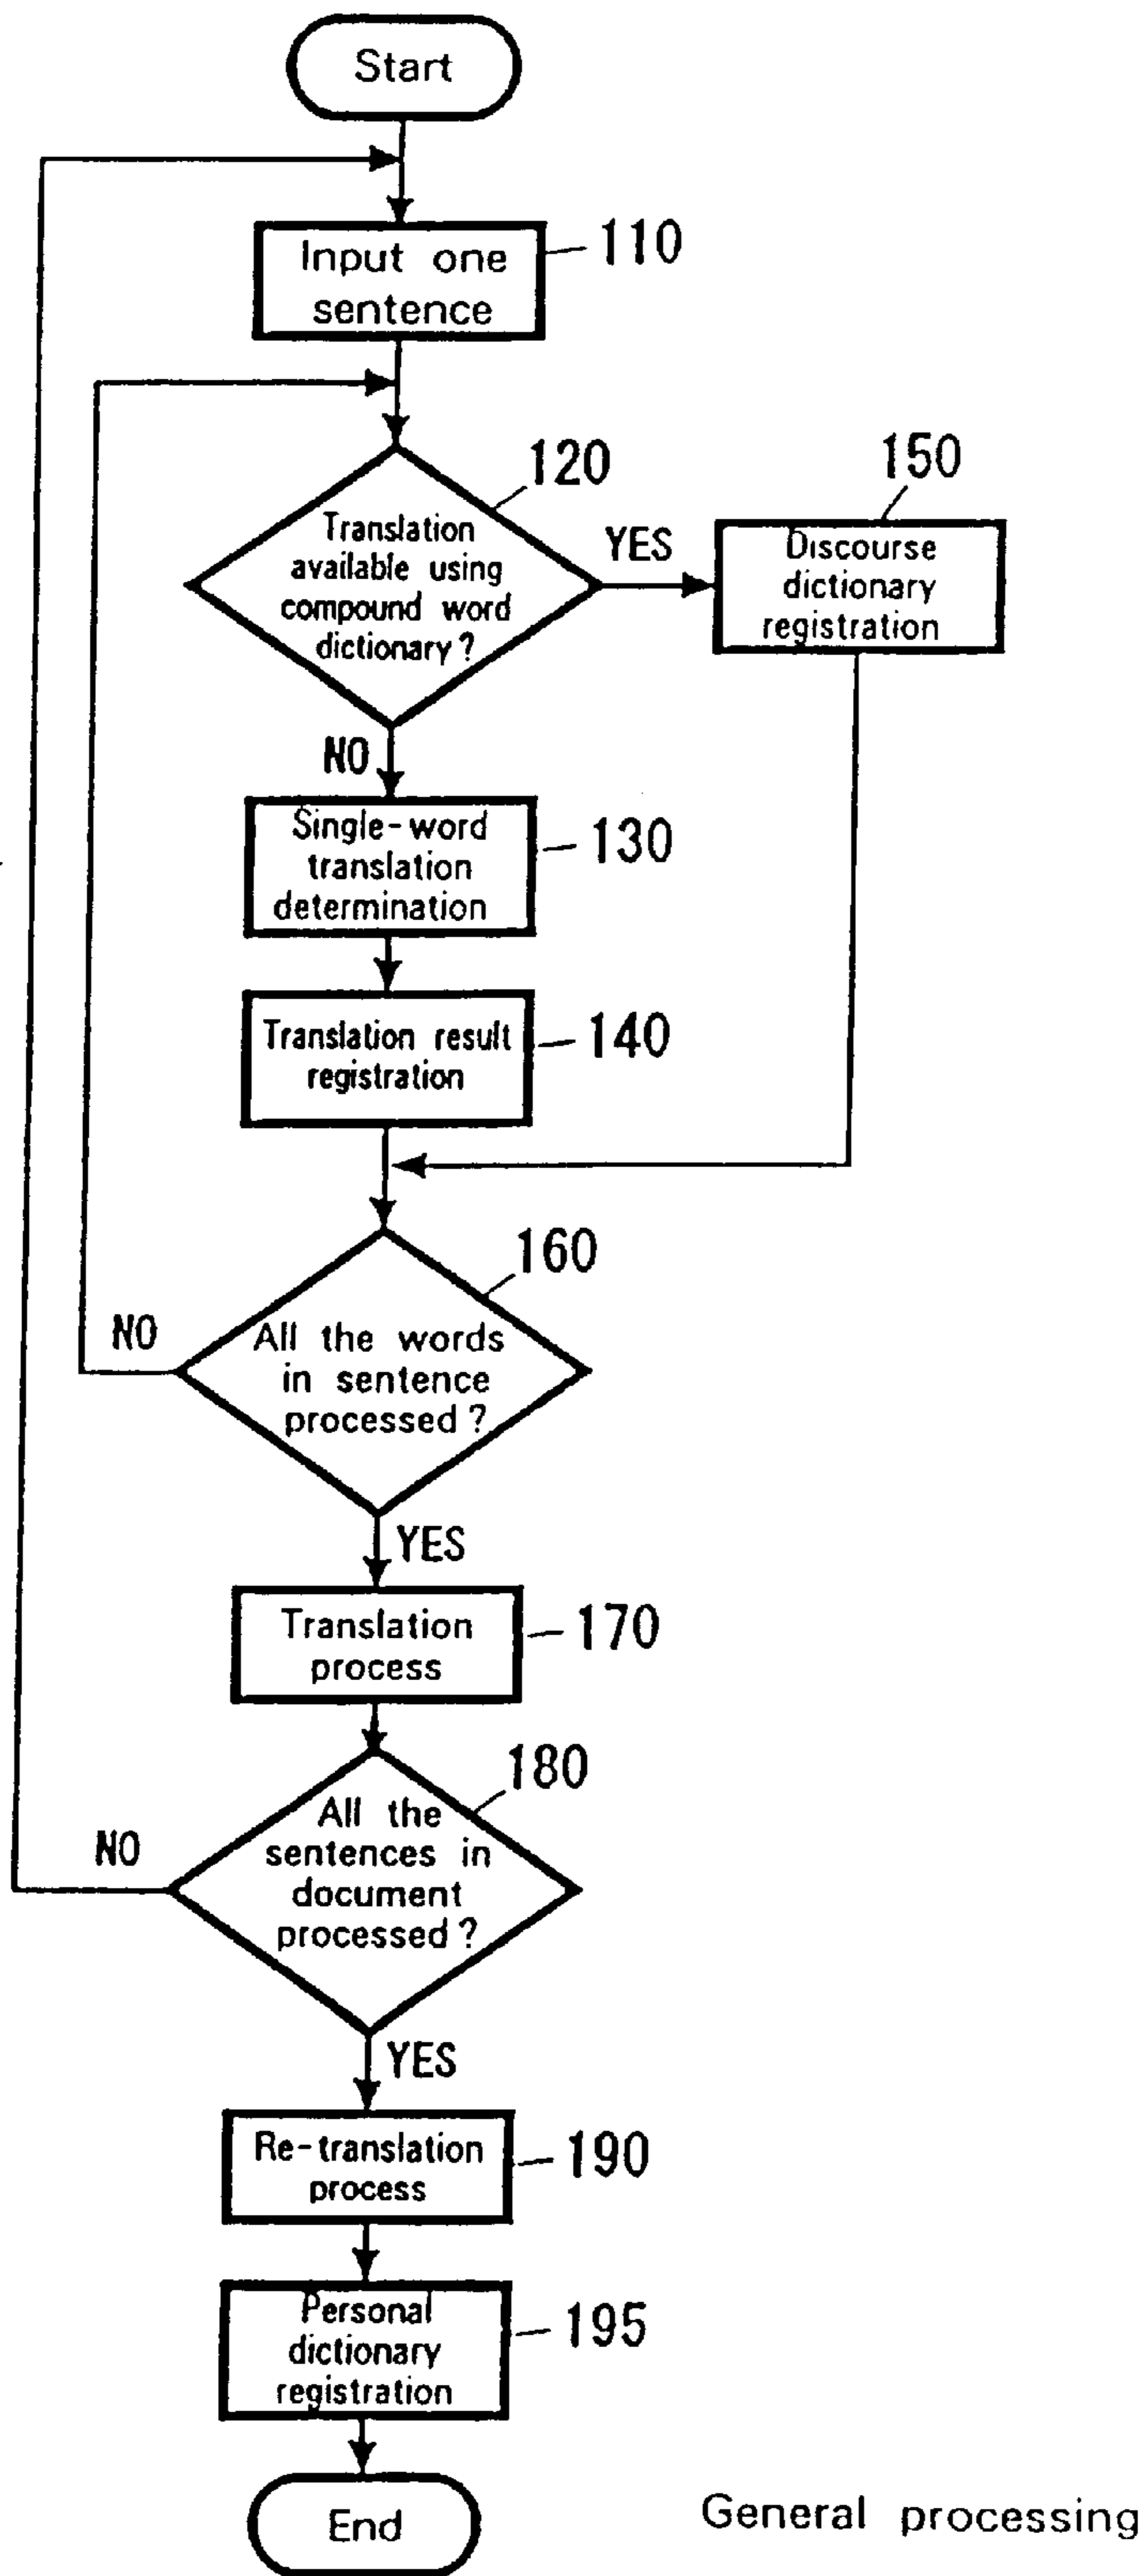 Start
Input one
sentence
110
Translation
available using
compound word
dictionary?
120
YES
Discourse
dictionary
registration
150
NO
Single-word
translation
determination
130
Translation result
registration
140
All the words
in sentence
processed?
160
NO
YES
Translation
process
170
All the
sentences in
document
processed?
180
NO
YES
Re-translation
process
190
Personal
dictionary
registration
195
End
General processing